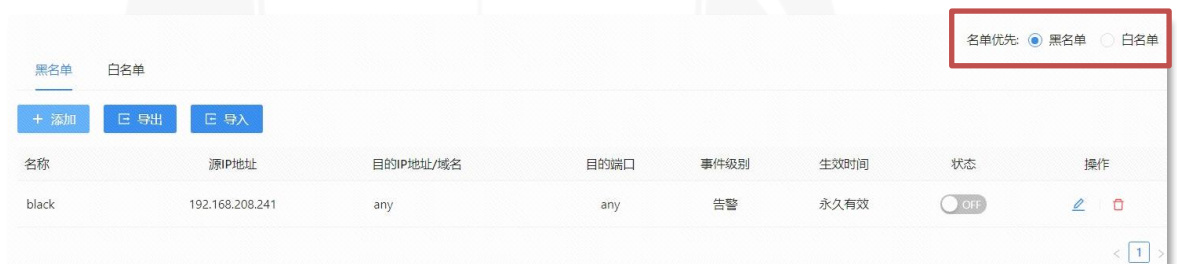 名单优先: 黑名单 白名单
黑名单 白名单
+ 添加 导出 导入
名称 源IP地址 目的IP地址/域名 目的端口 事件级别 生效时间 状态 操作
black 192.168.208.241 any any 告警 永久有效 OFF
< 1 >